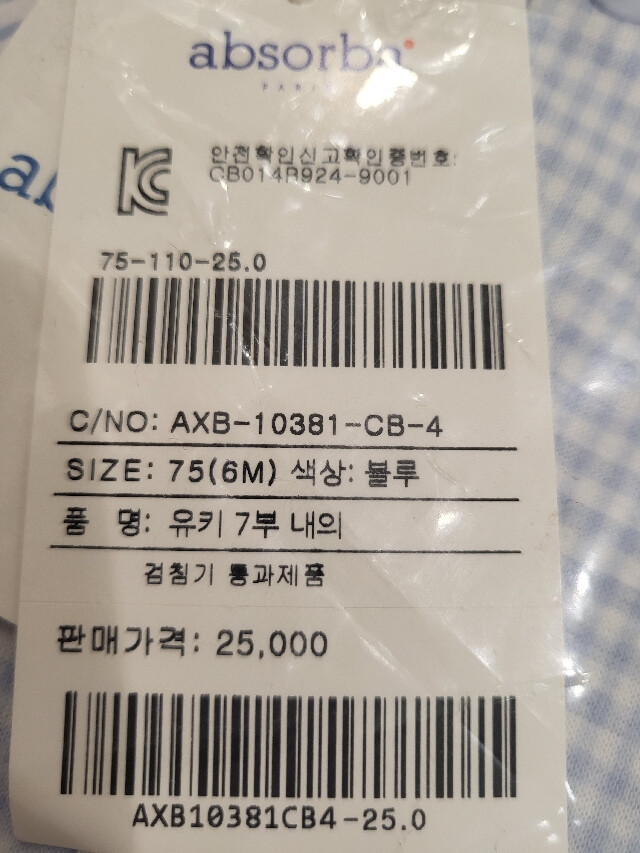 absorba
PARIS
안전확인신고확인증번호:
CB014R924-9001
75-110-25.0
C/NO: AXB-10381-CB-4
SIZE: 75(6M) 색상: 블루
품 명: 유키 7부 내의
검침기 통과제품
판매가격: 25,000
AXB10381CB4-25.0